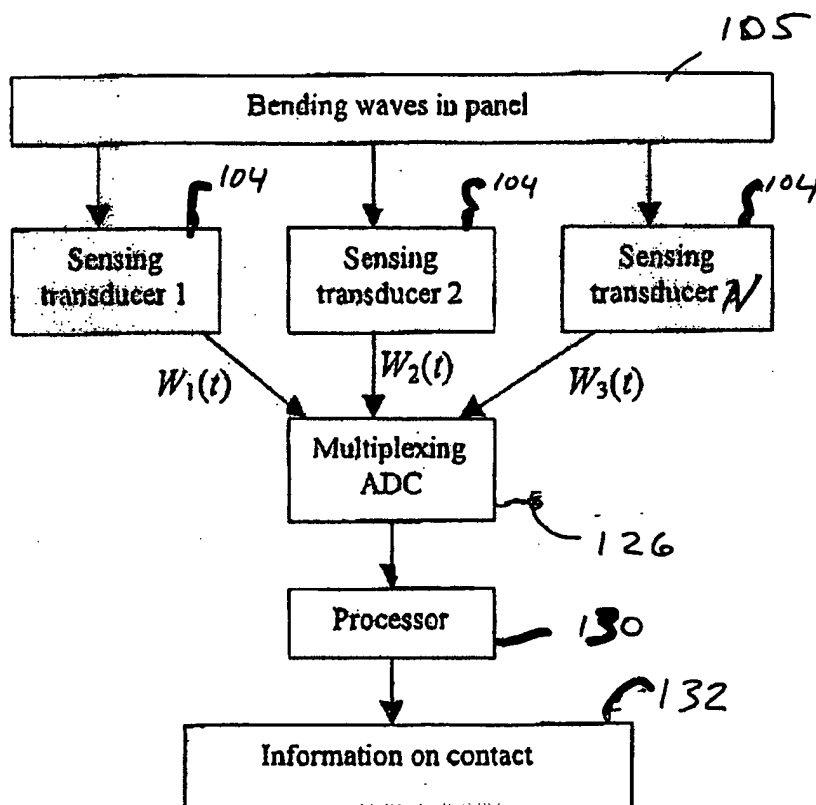 105
Bending waves in panel
104
104
104
Sensing
transducer 1
Sensing
transducer 2
Sensing
transducer N
W₁(t)
W₂(t)
W₃(t)
Multiplexing
ADC
126
Processor
130
132
Information on contact